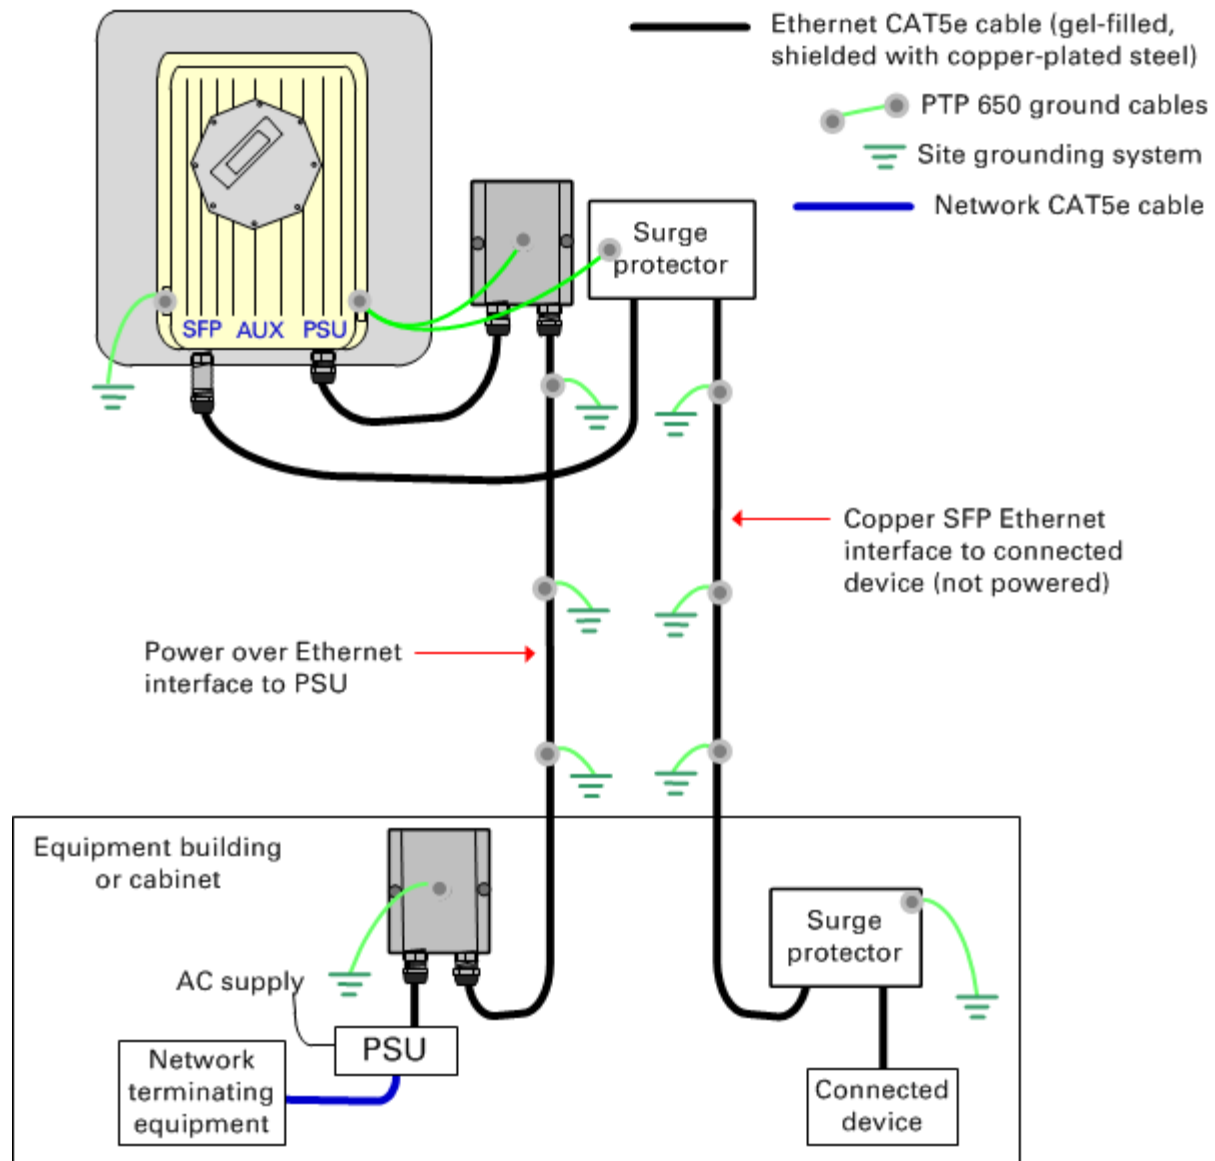 Ethernet CAT5e cable (gel-filled,
shielded with copper-plated steel)
PTP 650 ground cables
Site grounding system
Network CAT5e cable
Surge
protector
SFP AUX PSU
Copper SFP Ethernet
interface to connected
device (not powered)
Power over Ethernet
interface to PSU
Equipment building
or cabinet
AC supply
PSU
Network
terminating
equipment
Surge
protector
Connected
device